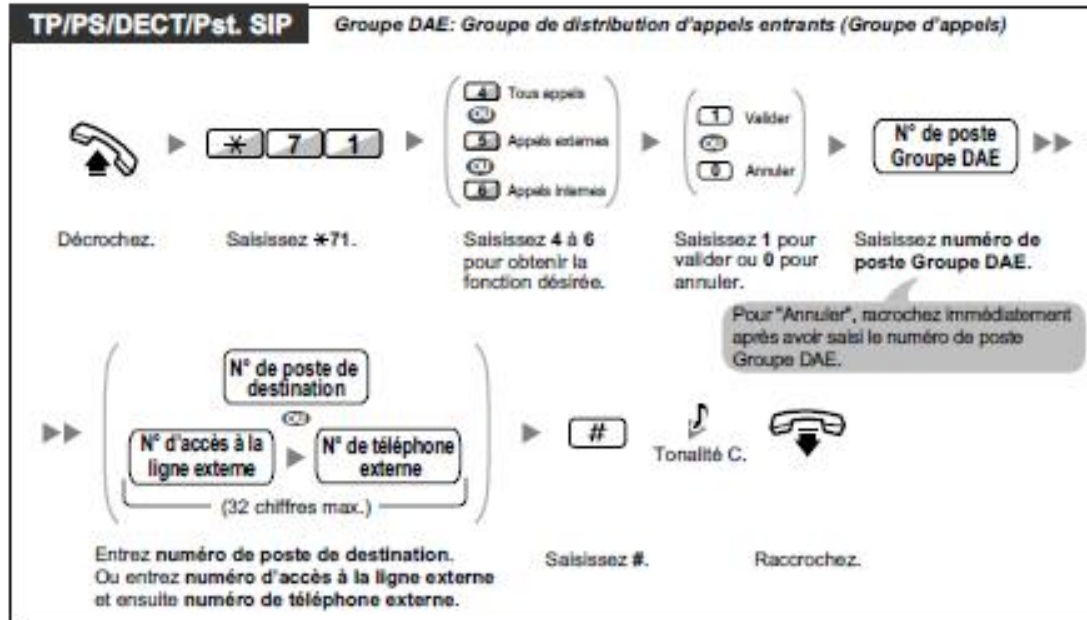 TP/PS/DECT/Pst. SIP Groupe DAE: Groupe de distribution d'appels entrants (Groupe d'appels)
4 Tous appels
OU
5 Appels externes
OU
6 Appels internes
1 Valider
OU
0 Annuler
N° de poste
Groupe DAE
* 7 1
Décrochez.
Saisissez *71.
Saisissez 4 à 6
pour obtenir la
fonction désirée.
Saisissez 1 pour
valider ou 0 pour
annuler.
Saisissez numéro de
poste Groupe DAE.
Pour "Annuler", racrochez immédiatement
après avoir saisi le numéro de poste
Groupe DAE.
N° de poste de
destination
OU
N° d'accès à la
ligne externe
N° de téléphone
externe
(32 chiffres max.)
#
Tonalité C.
Entrez numéro de poste de destination.
Ou entrez numéro d'accès à la ligne externe
et ensuite numéro de téléphone externe.
Saisissez #.
Raccrochez.